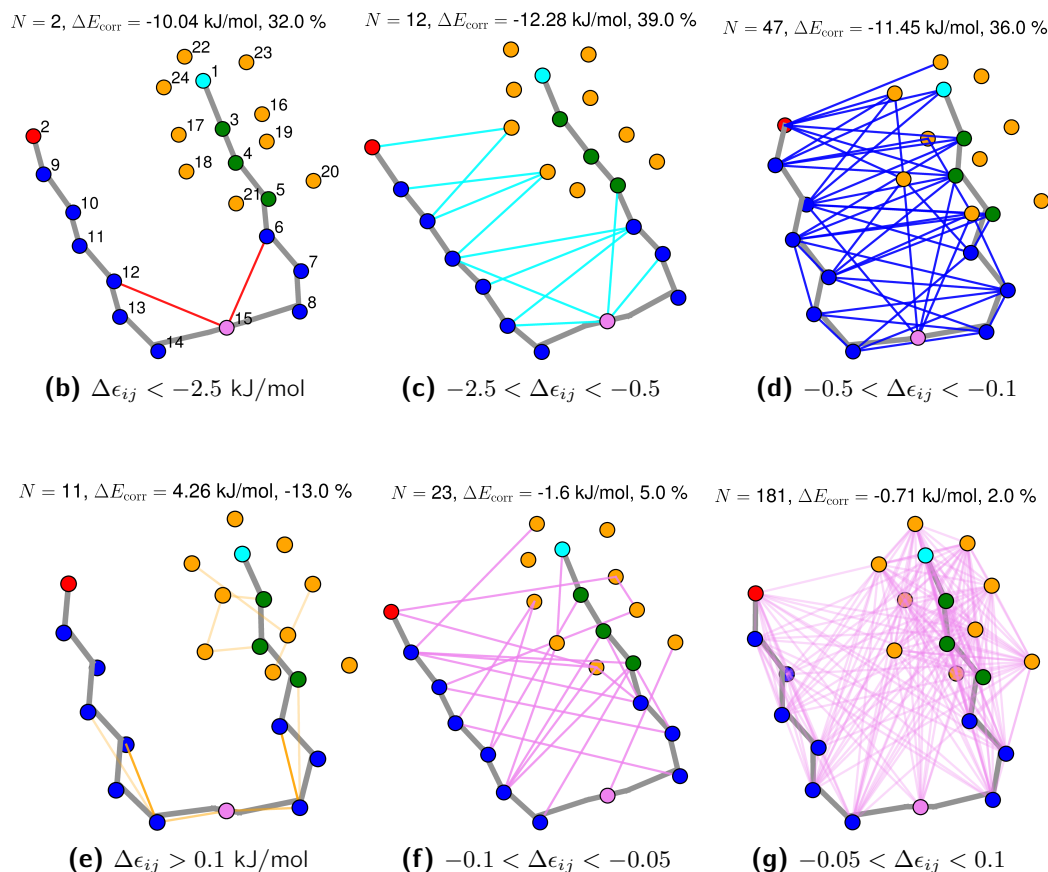 N = 2, ΔE_corr = -10.04 kJ/mol, 32.0 %
N = 12, ΔE_corr = -12.28 kJ/mol, 39.0 %
N = 47, ΔE_corr = -11.45 kJ/mol, 36.0 %
22
23
1
24
16
3
17
19
2
4
18
20
9
5
21
10
6
11
7
12
8
13
15
14
(b) Δϵ_ij < −2.5 kJ/mol
(c) −2.5 < Δϵ_ij < −0.5
(d) −0.5 < Δϵ_ij < −0.1
N = 11, ΔE_corr = 4.26 kJ/mol, -13.0 %
N = 23, ΔE_corr = -1.6 kJ/mol, 5.0 %
N = 181, ΔE_corr = -0.71 kJ/mol, 2.0 %
(e) Δϵ_ij > 0.1 kJ/mol
(f) −0.1 < Δϵ_ij < −0.05
(g) −0.05 < Δϵ_ij < 0.1